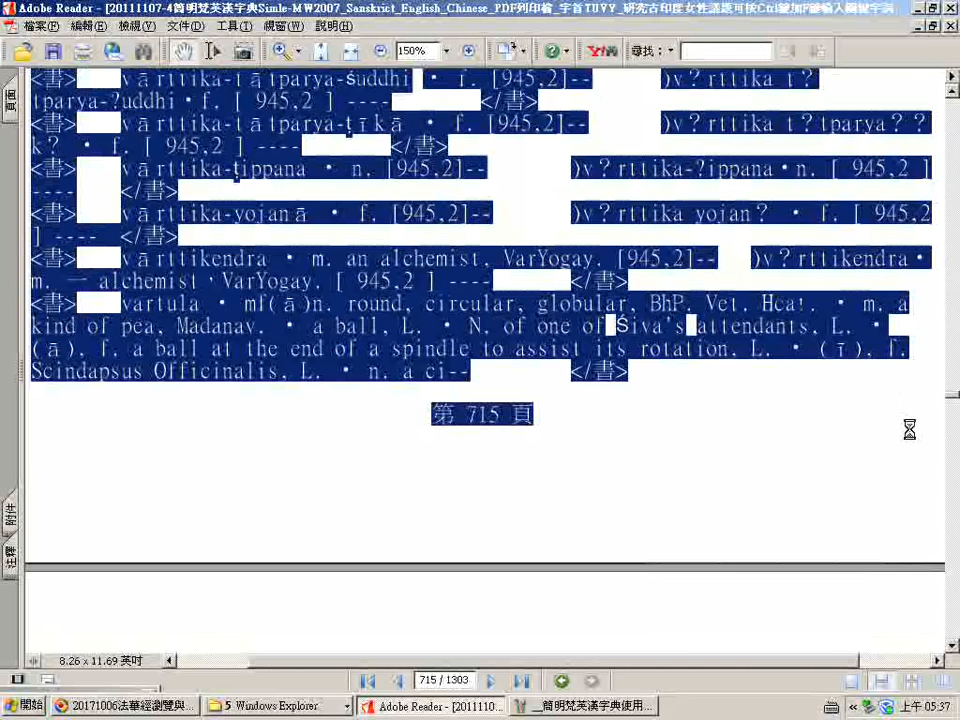 Adobe Reader - [20111107-4簡明梵英漢字典Simle-MW2007_Sanskrict_English_Chinese_PDF列印檔_字首TUVY_研究古印度女性議題可按Ctrl鍵加F鍵輸入關鍵字詞
檔案(F) 編輯(E) 檢視(V) 文件(D) 工具(T) 視窗(W) 說明(H)
150% 尋找：
頁面
<書> vārttika-tātparya-śuddhi · f. [945,2]-- )v？rttika t？
tparya-?uddhi·f. [ 945,2 ] ---- </書>
<書> vārttika-tātparya-ṭīkā · f. [945,2]-- )v？rttika t？tparya？？
k？ · f. [ 945,2 ] ---- </書>
<書> vārttika-ṭippana · n. [945,2]-- )v？rttika-?ippana·n. [ 945,2 ]
---- </書>
<書> vārttika-yojanā · f. [945,2]-- )v？rttika yojan？ · f. [ 945,2
] ---- </書>
<書> vārttikendra · m. an alchemist, VarYogay. [945,2]-- )v？rttikendra·
m. 一 alchemist，VarYogay. [ 945,2 ] ---- </書>
<書> vartula · mf(ā)n. round, circular, globular, BhP. Vet. Hcat. · m. a
kind of pea, Madanav. · a ball, L. · N. of one of Śiva's attendants, L. ·
(ā), f. a ball at the end of a spindle to assist its rotation, L. · (ī), f.
Scindapsus Officinalis, L. · n. a ci-- </書>
第 715 頁
附件
注釋
8.26 x 11.69 英吋
715 / 1303
開始 20171006法華經瀏覽與... 5 Windows Explorer Adobe Reader - [2011110... __簡明梵英漢字典使用... 上午 05:37